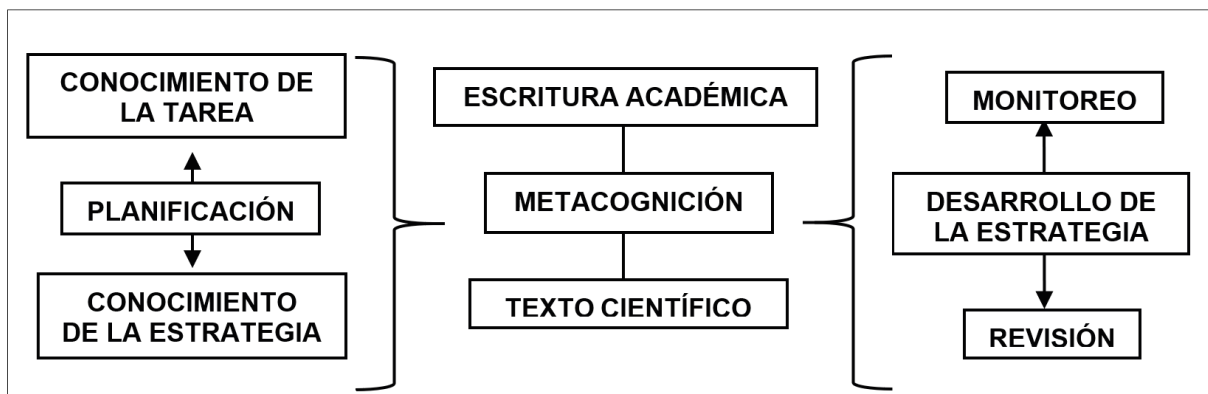 CONOCIMIENTO DE
LA TAREA
PLANIFICACIÓN
CONOCIMIENTO
DE LA ESTRATEGIA
ESCRITURA ACADÉMICA
METACOGNICIÓN
TEXTO CIENTÍFICO
MONITOREO
DESARROLLO DE
LA ESTRATEGIA
REVISIÓN